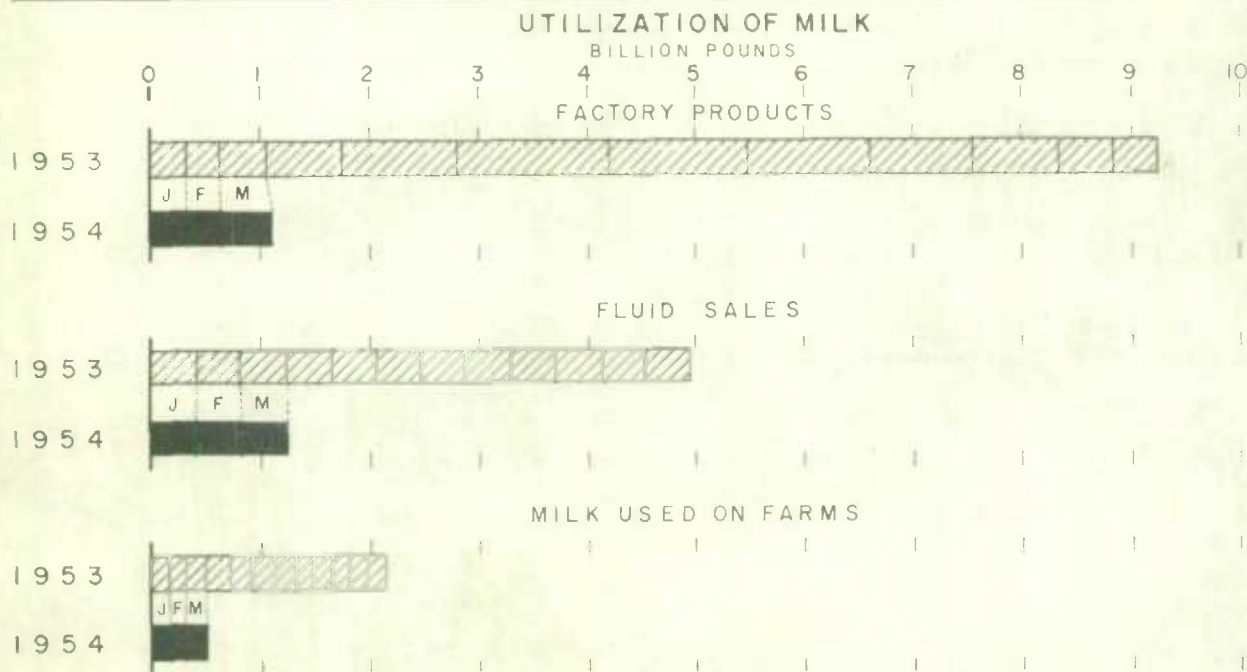 UTILIZATION OF MILK
BILLION POUNDS
0 1 2 3 4 5 6 7 8 9 10
FACTORY PRODUCTS
1953
J F M
1954
FLUID SALES
1953
J F M
1954
MILK USED ON FARMS
1953
J F M
1954